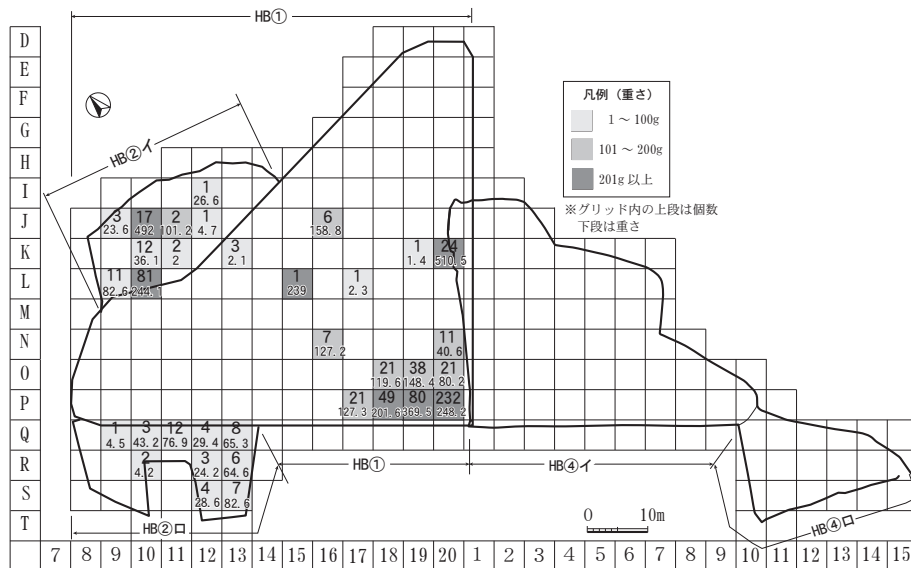 HB①
D
E
F
G
H
I
J
K
L
M
N
O
P
Q
R
S
T
HB②イ
凡例（重さ）
1～100g
101～200g
201g 以上
※グリッド内の上段は個数
下段は重さ
1
26.6
3 17 2 1 6
23.6 492 101.2 4.7 158.8
12 2 3 1 24
36.1 2 2.1 1.4 510.5
11 81 1 1
82.6 244.1 239 2.3
7 11
127.2 40.6
21 38 21
119.6 148.4 80.2
21 49 80 232
127.3 201.6 369.5 248.2
1 3 12 4 8
4.5 43.2 76.9 29.4 65.3
2 3 6
4.2 24.2 64.6
4 7
28.6 82.6
HB①
HB④イ
HB②ロ
HB④ロ
0 10m
7 8 9 10 11 12 13 14 15 16 17 18 19 20 1 2 3 4 5 6 7 8 9 10 11 12 13 14 15